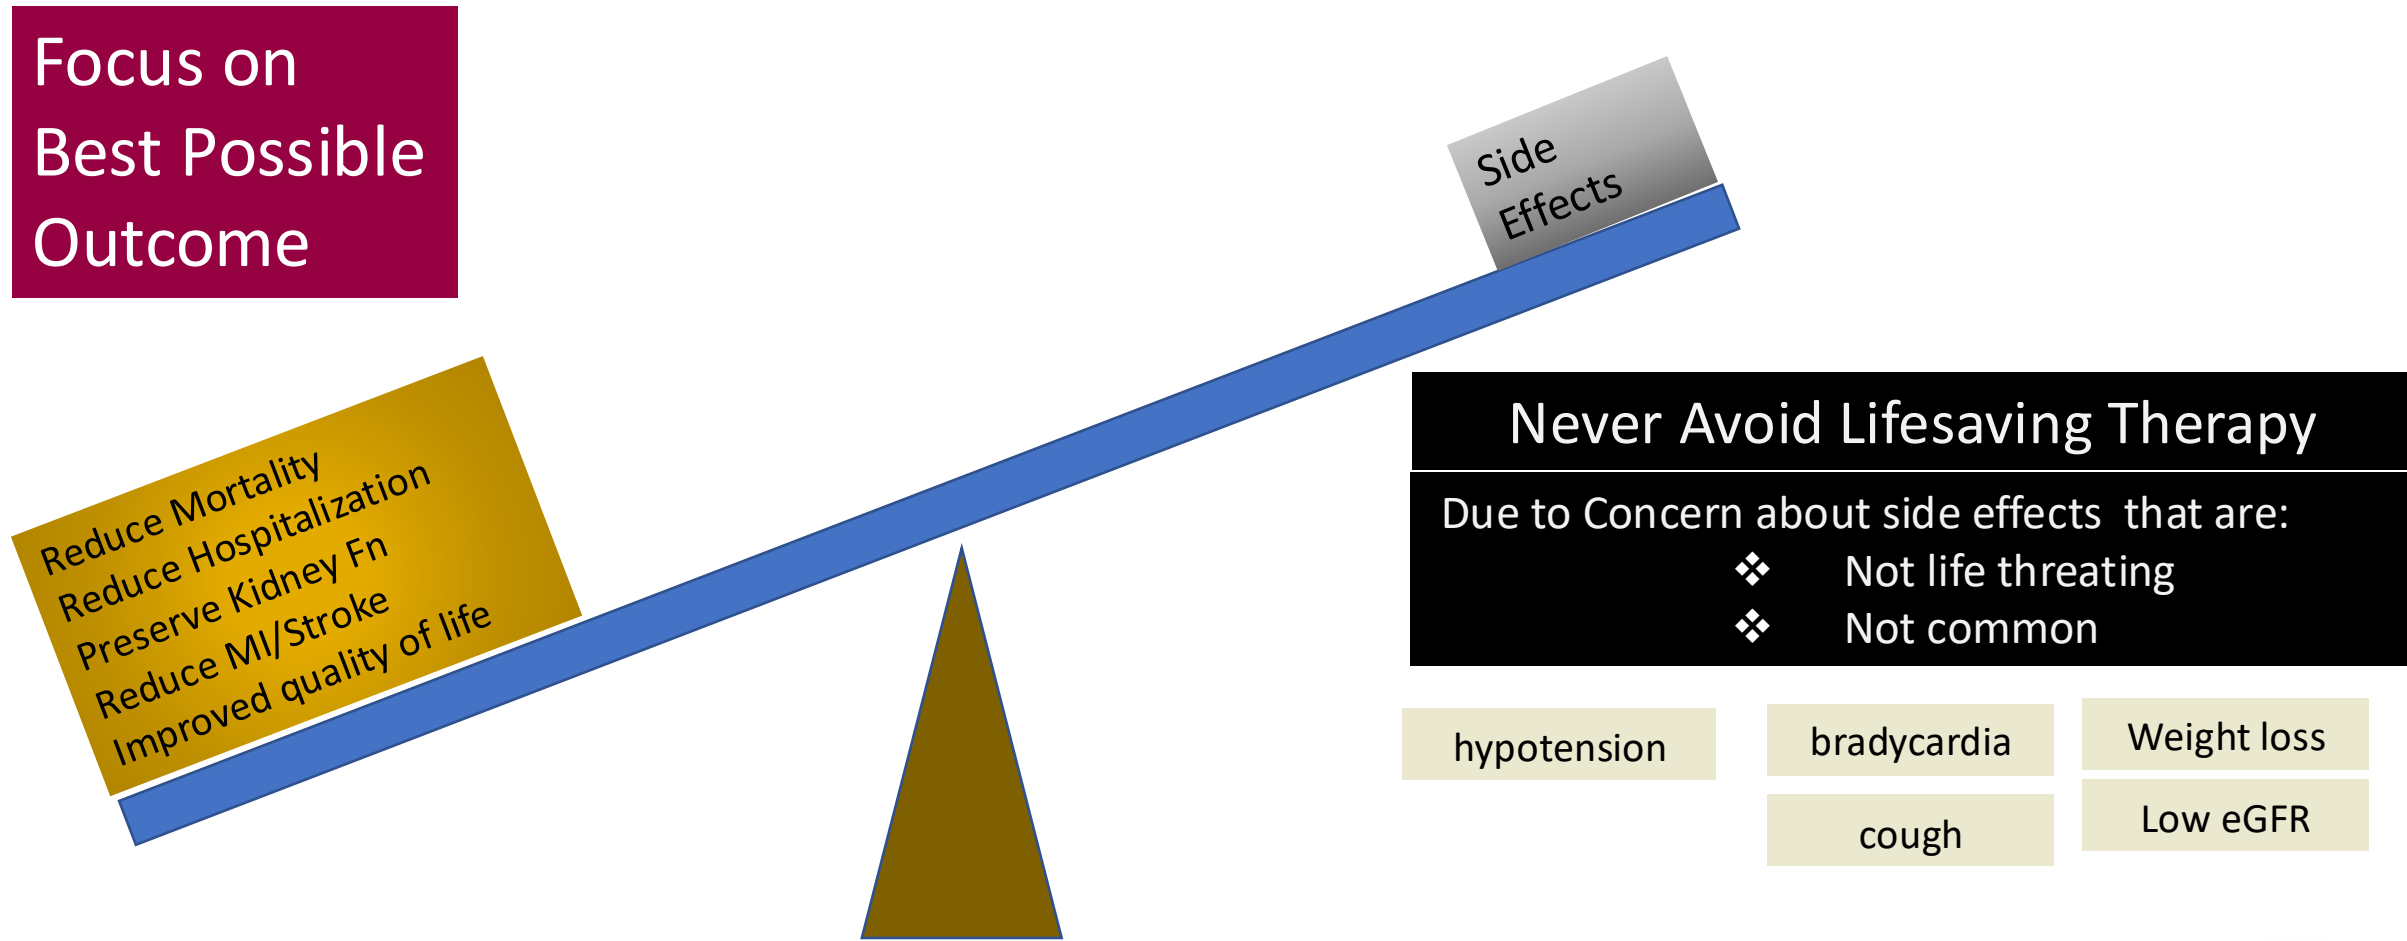 Focus on
Best Possible
Outcome
Side
Effects
Reduce Mortality
Reduce Hospitalization
Preserve Kidney Fn
Reduce MI/Stroke
Improved quality of life
Never Avoid Lifesaving Therapy
Due to Concern about side effects that are:
❖ Not life threating
❖ Not common
hypotension
bradycardia
Weight loss
cough
Low eGFR